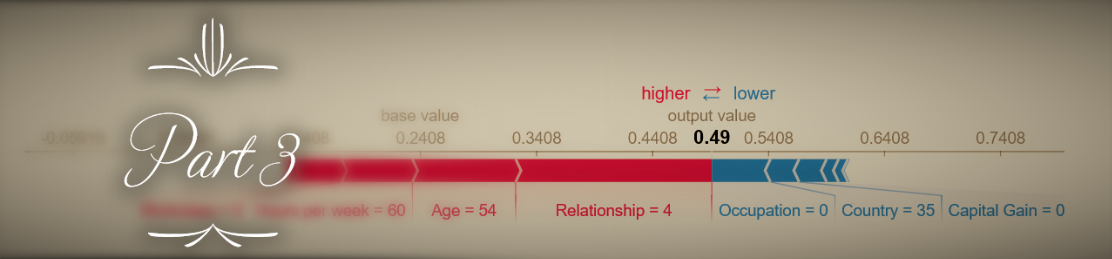 higher lower
base value output value
0.2408 0.3408 0.4408 0.49 0.5408 0.6408 0.7408
Part 3
per week = 60 Age = 54 Relationship = 4 Occupation = 0 Country = 35 Capital Gain = 0